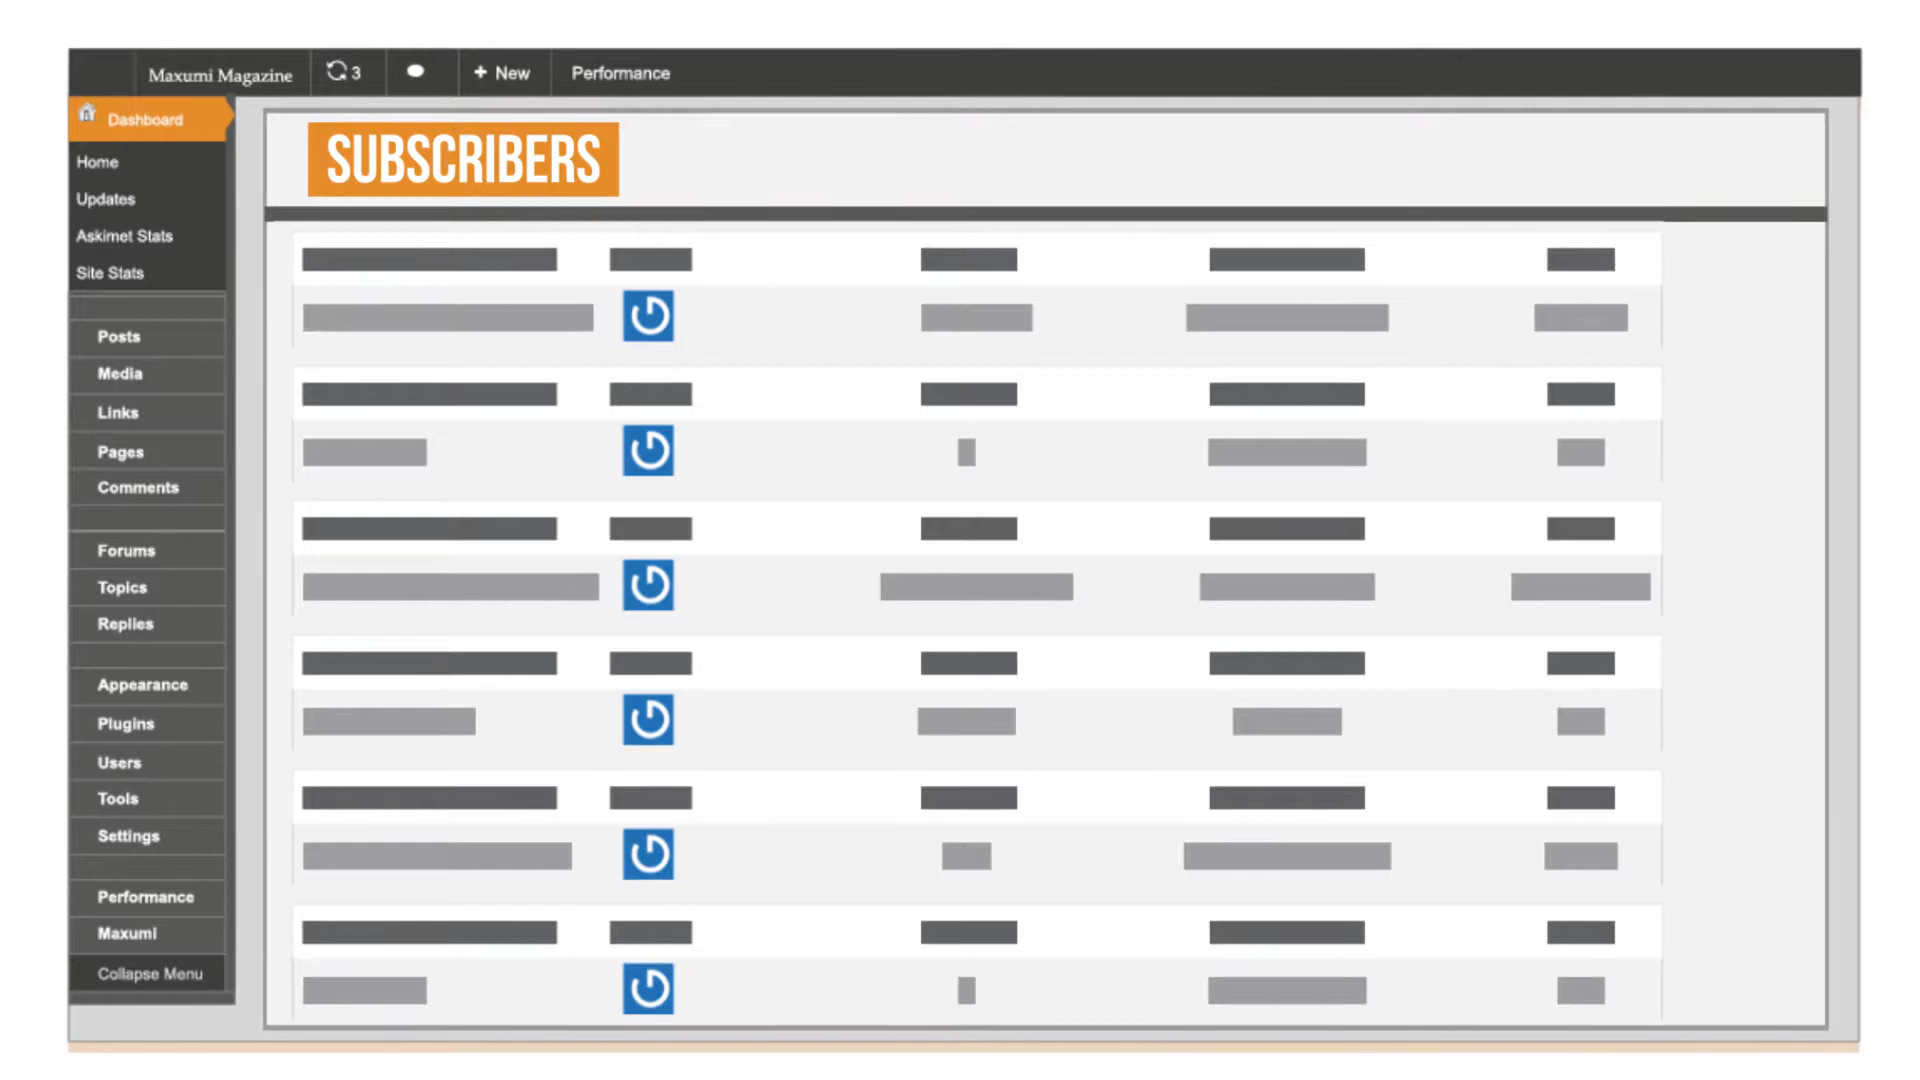 Maxumi Magazine 3 + New Performance
Dashboard
SUBSCRIBERS
Home
Updates
Askimet Stats
Site Stats
Posts
Media
Links
Pages
Comments
Forums
Topics
Replies
Appearance
Plugins
Users
Tools
Settings
Performance
Maxumi
Collapse Menu